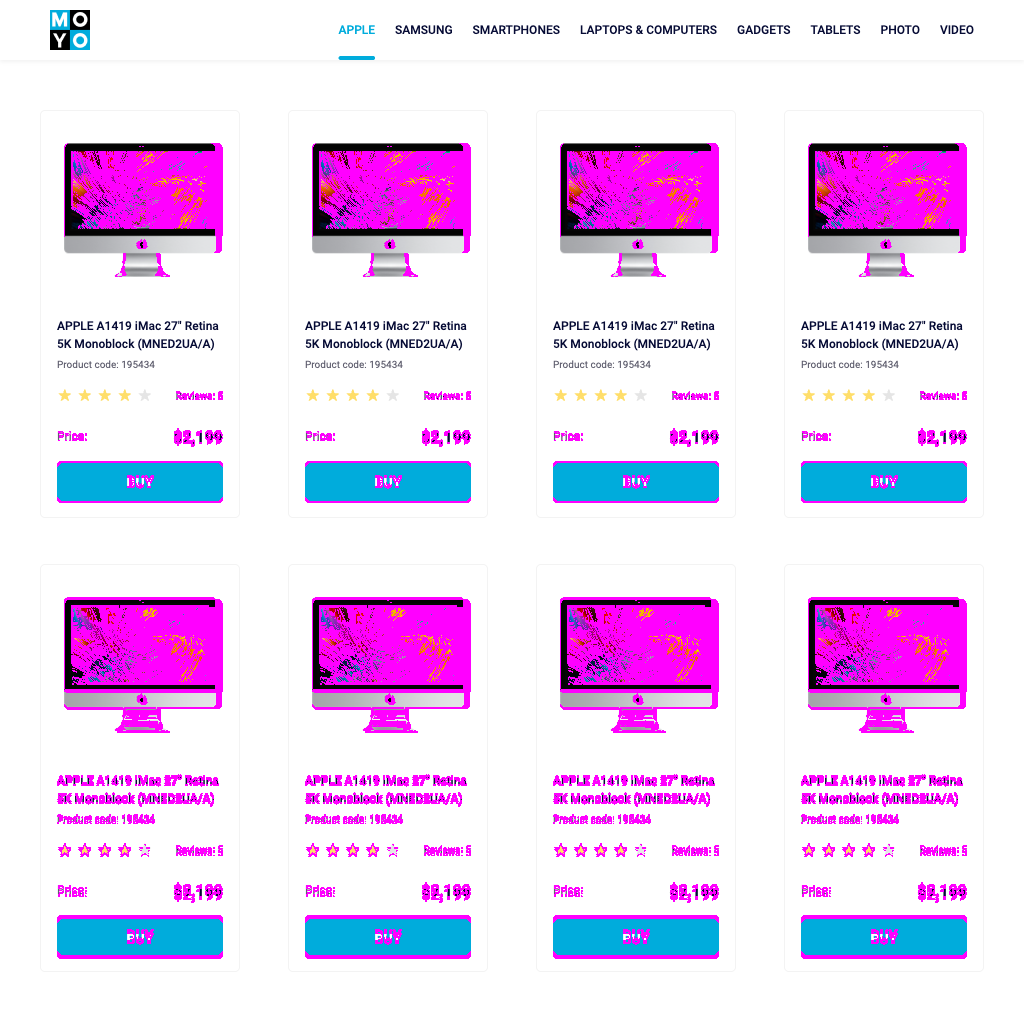 MO
YO
APPLE SAMSUNG SMARTPHONES LAPTOPS & COMPUTERS GADGETS TABLETS PHOTO VIDEO
APPLE A1419 iMac 27" Retina APPLE A1419 iMac 27" Retina APPLE A1419 iMac 27" Retina APPLE A1419 iMac 27" Retina
5K Monoblock (MNED2UA/A) 5K Monoblock (MNED2UA/A) 5K Monoblock (MNED2UA/A) 5K Monoblock (MNED2UA/A)
Product code: 195434 Product code: 195434 Product code: 195434 Product code: 195434
Reviews: 5 Reviews: 5 Reviews: 5 Reviews: 5
Price: $2,199 Price: $2,199 Price: $2,199 Price: $2,199
BUY BUY BUY BUY
APPLE A1419 iMac 27" Retina APPLE A1419 iMac 27" Retina APPLE A1419 iMac 27" Retina APPLE A1419 iMac 27" Retina
5K Monoblock (MNED2UA/A) 5K Monoblock (MNED2UA/A) 5K Monoblock (MNED2UA/A) 5K Monoblock (MNED2UA/A)
Product code: 195434 Product code: 195434 Product code: 195434 Product code: 195434
Reviews: 5 Reviews: 5 Reviews: 5 Reviews: 5
Price: $2,199 Price: $2,199 Price: $2,199 Price: $2,199
BUY BUY BUY BUY